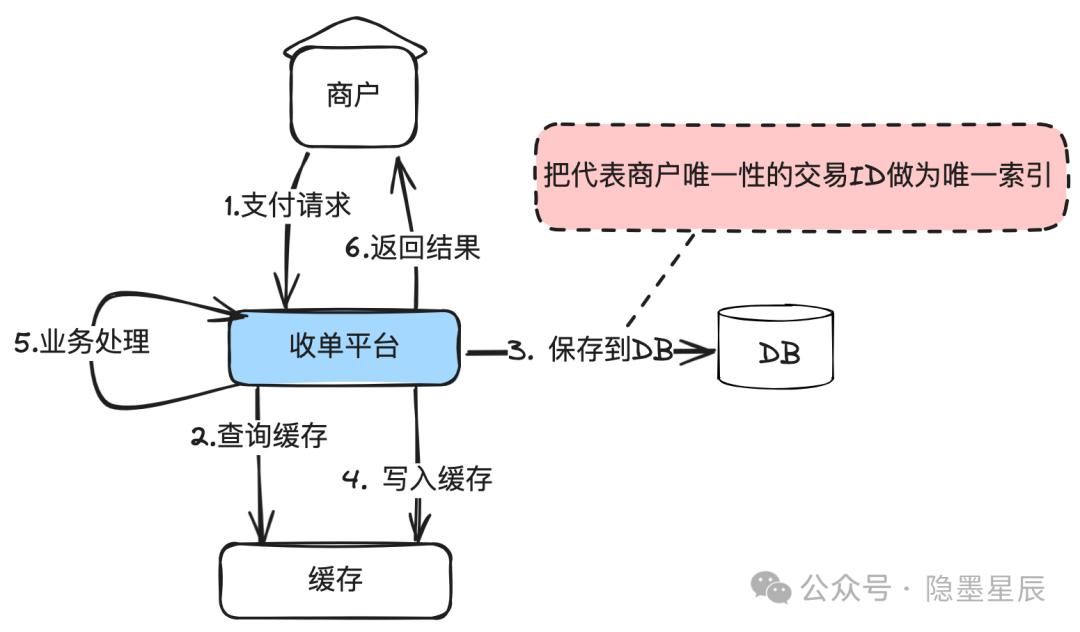 商户
把代表商户唯一性的交易ID做为唯一索引
1.支付请求
6.返回结果
5.业务处理
收单平台
3. 保存到DB
DB
2.查询缓存
4. 写入缓存
缓存
公众号 · 隐墨星辰